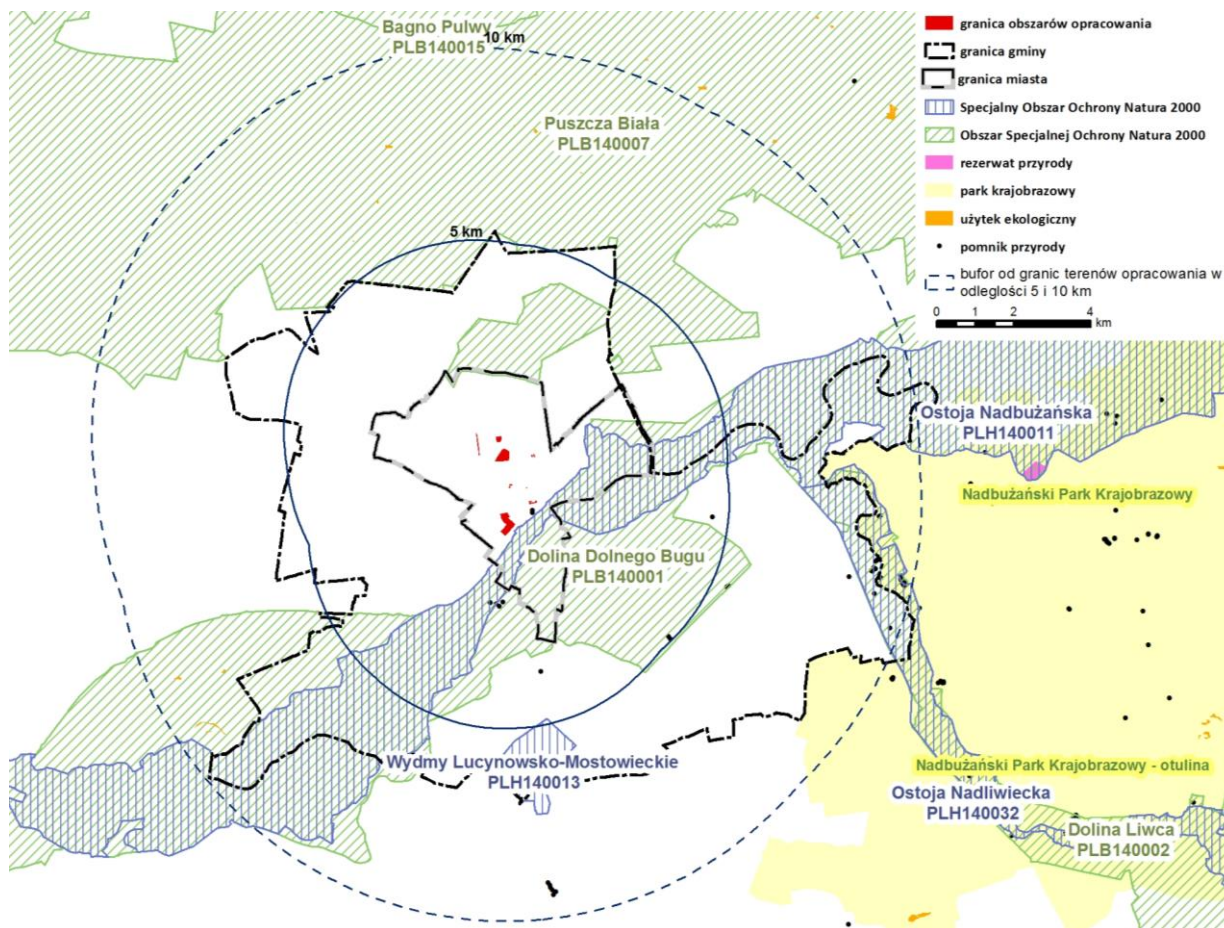 Bagno Pulwy
PLB140015
10 km
Puszcza Biała
PLB140007
5 km
granica obszarów opracowania
granica gminy
granica miasta
Specjalny Obszar Ochrony Natura 2000
Obszar Specjalnej Ochrony Natura 2000
rezerwat przyrody
park krajobrazowy
użytek ekologiczny
pomnik przyrody
bufor od granic terenów opracowania w
odległości 5 i 10 km
0 1 2 4
km
Ostoja Nadbużańska
PLH140011
Nadbużański Park Krajobrazowy
Dolina Dolnego Bugu
PLB140001
Wydmy Lucynowsko-Mostowieckie
PLH140013
Nadbużański Park Krajobrazowy - otulina
Ostoja Nadliwiecka
PLH140032
Dolina Liwca
PLB140002